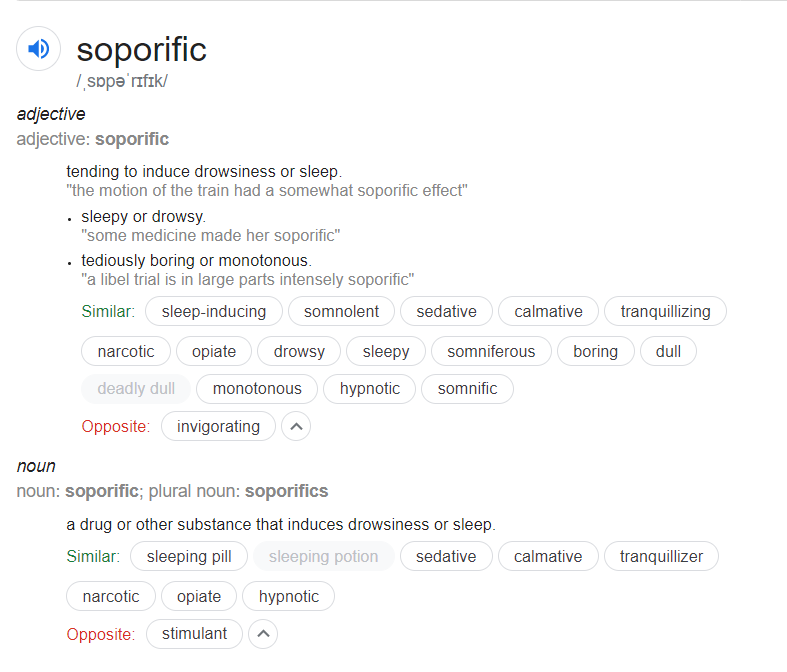 soporific
/ˌsɒpəˈrɪfɪk/
adjective
adjective: soporific
tending to induce drowsiness or sleep.
"the motion of the train had a somewhat soporific effect"
• sleepy or drowsy.
"some medicine made her soporific"
• tediously boring or monotonous.
"a libel trial is in large parts intensely soporific"
Similar: sleep-inducing somnolent sedative calmative tranquillizing
narcotic opiate drowsy sleepy somniferous boring dull
deadly dull monotonous hypnotic somnific
Opposite: invigorating
noun
noun: soporific; plural noun: soporifics
a drug or other substance that induces drowsiness or sleep.
Similar: sleeping pill sleeping potion sedative calmative tranquillizer
narcotic opiate hypnotic
Opposite: stimulant